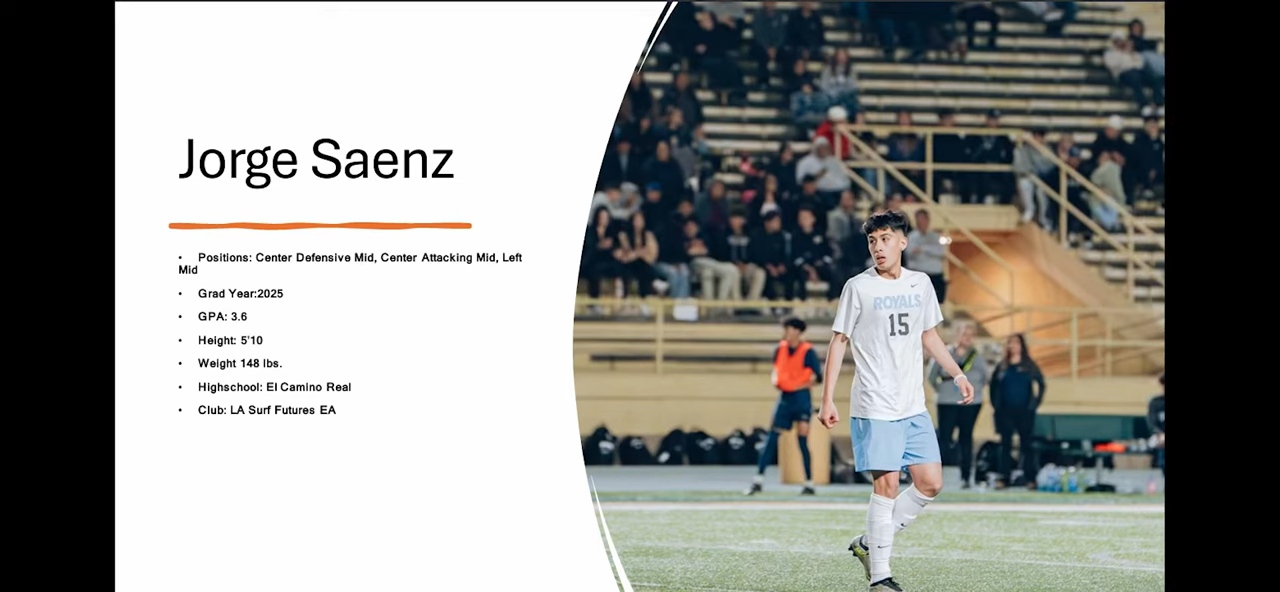 Jorge Saenz
• Positions: Center Defensive Mid, Center Attacking Mid, Left
Mid
• Grad Year:2025
• GPA: 3.6
• Height: 5'10
• Weight 148 lbs.
• Highschool: El Camino Real
• Club: LA Surf Futures EA
ROYALS
15